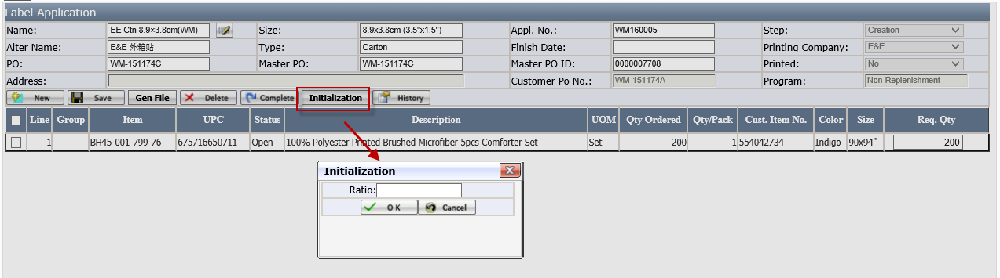 Label Application
Name: EE Ctn 8.9×3.8cm(WM) Size: 8.9x3.8cm (3.5"x1.5") Appl. No.: WM160005 Step: Creation
Alter Name: E&E 外箱贴 Type: Carton Finish Date: Printing Company: E&E
PO: WM-151174C Master PO: WM-151174C Master PO ID: 0000007708 Printed: No
Address: Customer Po No.: WM-151174A Program: Non-Replenishment
New Save Gen File Delete Complete Initialization History
Line Group Item UPC Status Description UOM Qty Ordered Qty/Pack Cust. Item No. Color Size Req. Qty
1 BH45-001-799-76 675716650711 Open 100% Polyester Printed Brushed Microfiber 5pcs Comforter Set Set 200 1 554042734 Indigo 90x94" 200
Initialization
Ratio:
O K Cancel